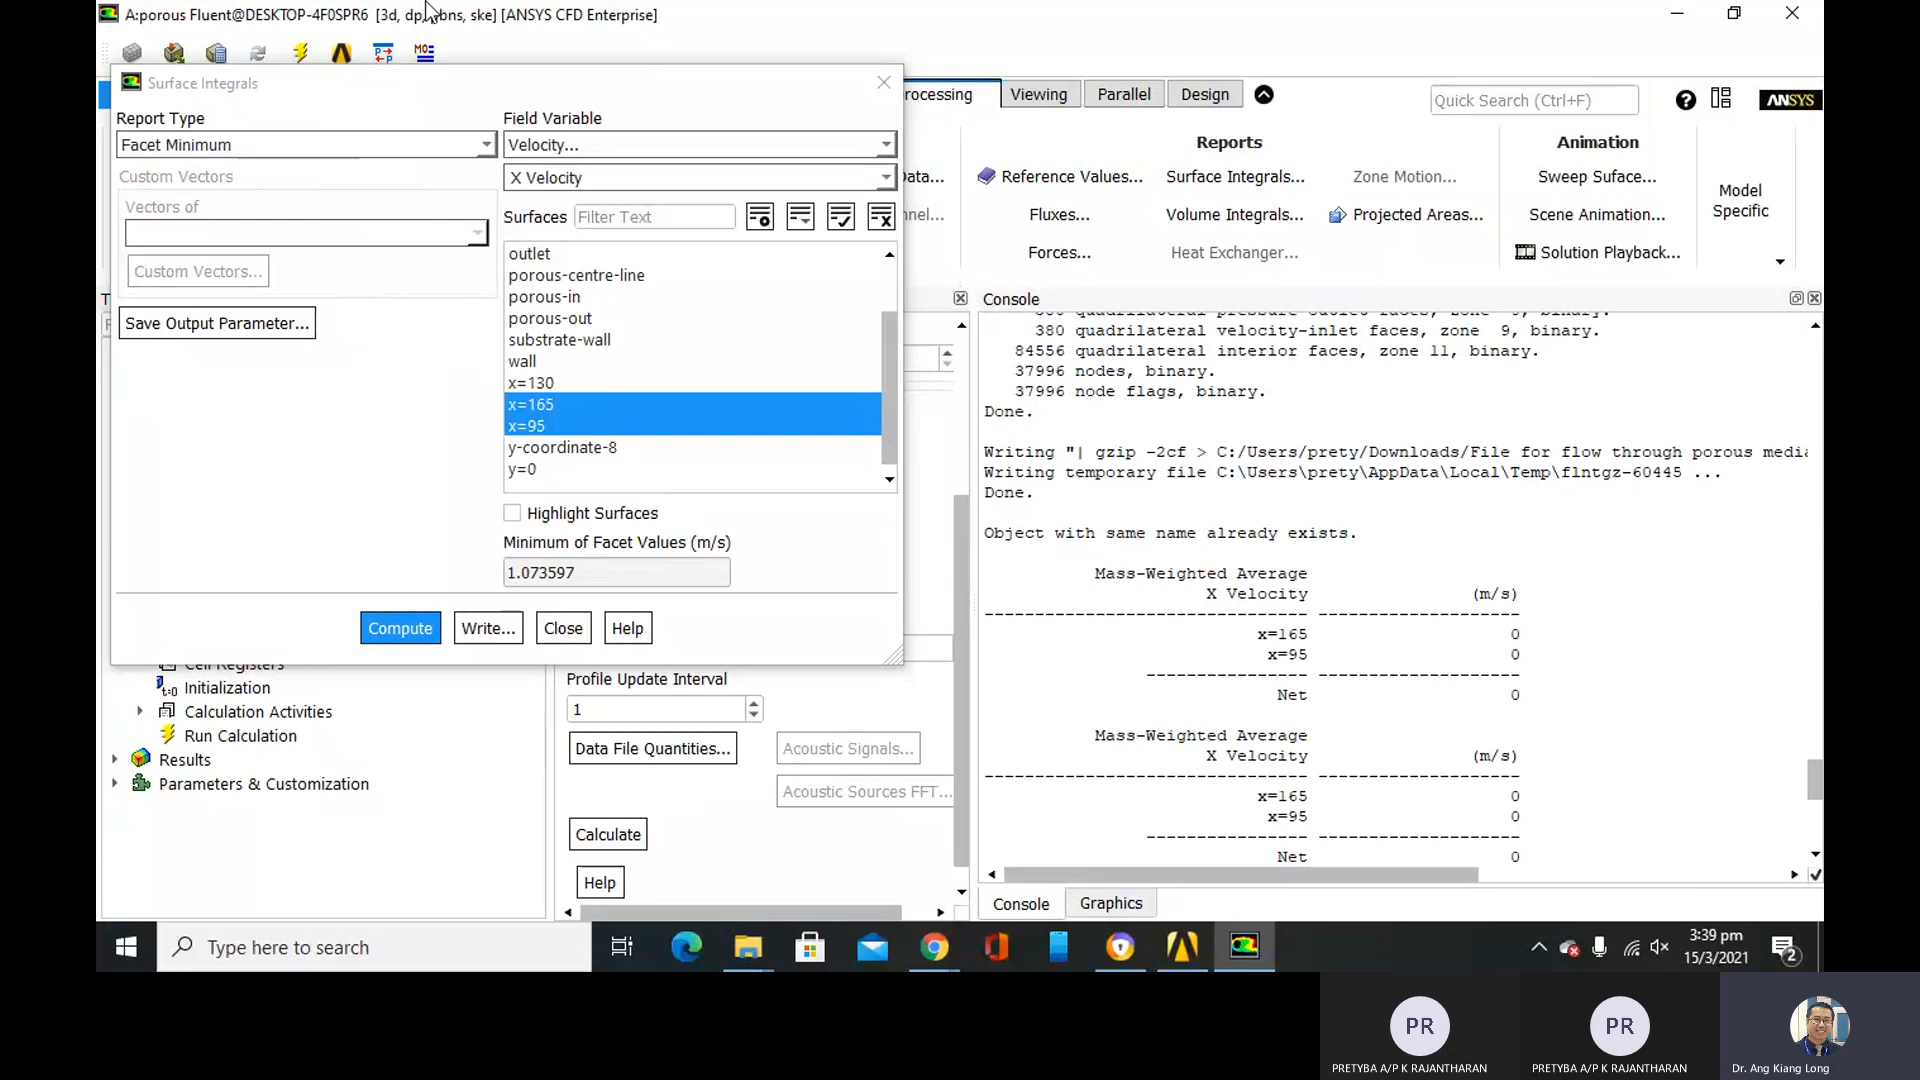 A:porous Fluent@DESKTOP-4F0SPR6 [3d, dp, pbns, ske] [ANSYS CFD Enterprise]
Surface Integrals
Report Type
Facet Minimum
Custom Vectors
Vectors of
Custom Vectors...
Save Output Parameter...
Field Variable
Velocity...
X Velocity
Surfaces
Filter Text
outlet
porous-centre-line
porous-in
porous-out
substrate-wall
wall
x=130
x=165
x=95
y-coordinate-8
y=0
Highlight Surfaces
Minimum of Facet Values (m/s)
1.073597
Compute
Write...
Close
Help
rocessing
Viewing
Parallel
Design
Quick Search (Ctrl+F)
ANSYS
Reports
Animation
Reference Values...
Surface Integrals...
Zone Motion...
Sweep Suface...
Fluxes...
Volume Integrals...
Projected Areas...
Scene Animation...
Forces...
Heat Exchanger...
Solution Playback...
Model
Specific
Initialization
Calculation Activities
Run Calculation
Results
Parameters & Customization
Profile Update Interval
1
Data File Quantities...
Acoustic Signals...
Acoustic Sources FFT...
Calculate
Help
Console
380 quadrilateral velocity-inlet faces, zone 9, binary.
84556 quadrilateral interior faces, zone 11, binary.
37996 nodes, binary.
37996 node flags, binary.
Done.
Writing "| gzip -2cf > C:/Users/prety/Downloads/File for flow through porous media
Writing temporary file C:\Users\prety\AppData\Local\Temp\flntgz-60445 ...
Done.
Object with same name already exists.
Mass-Weighted Average
X Velocity (m/s)
-------------------------------- --------------------
x=165 0
x=95 0
---------------- --------------------
Net 0
Mass-Weighted Average
X Velocity (m/s)
-------------------------------- --------------------
x=165 0
x=95 0
---------------- --------------------
Net 0
Console
Graphics
Type here to search
3:39 pm
15/3/2021
2
PR
PRETYBA A/P K RAJANTHARAN
PR
PRETYBA A/P K RAJANTHARAN
Dr. Ang Kiang Long